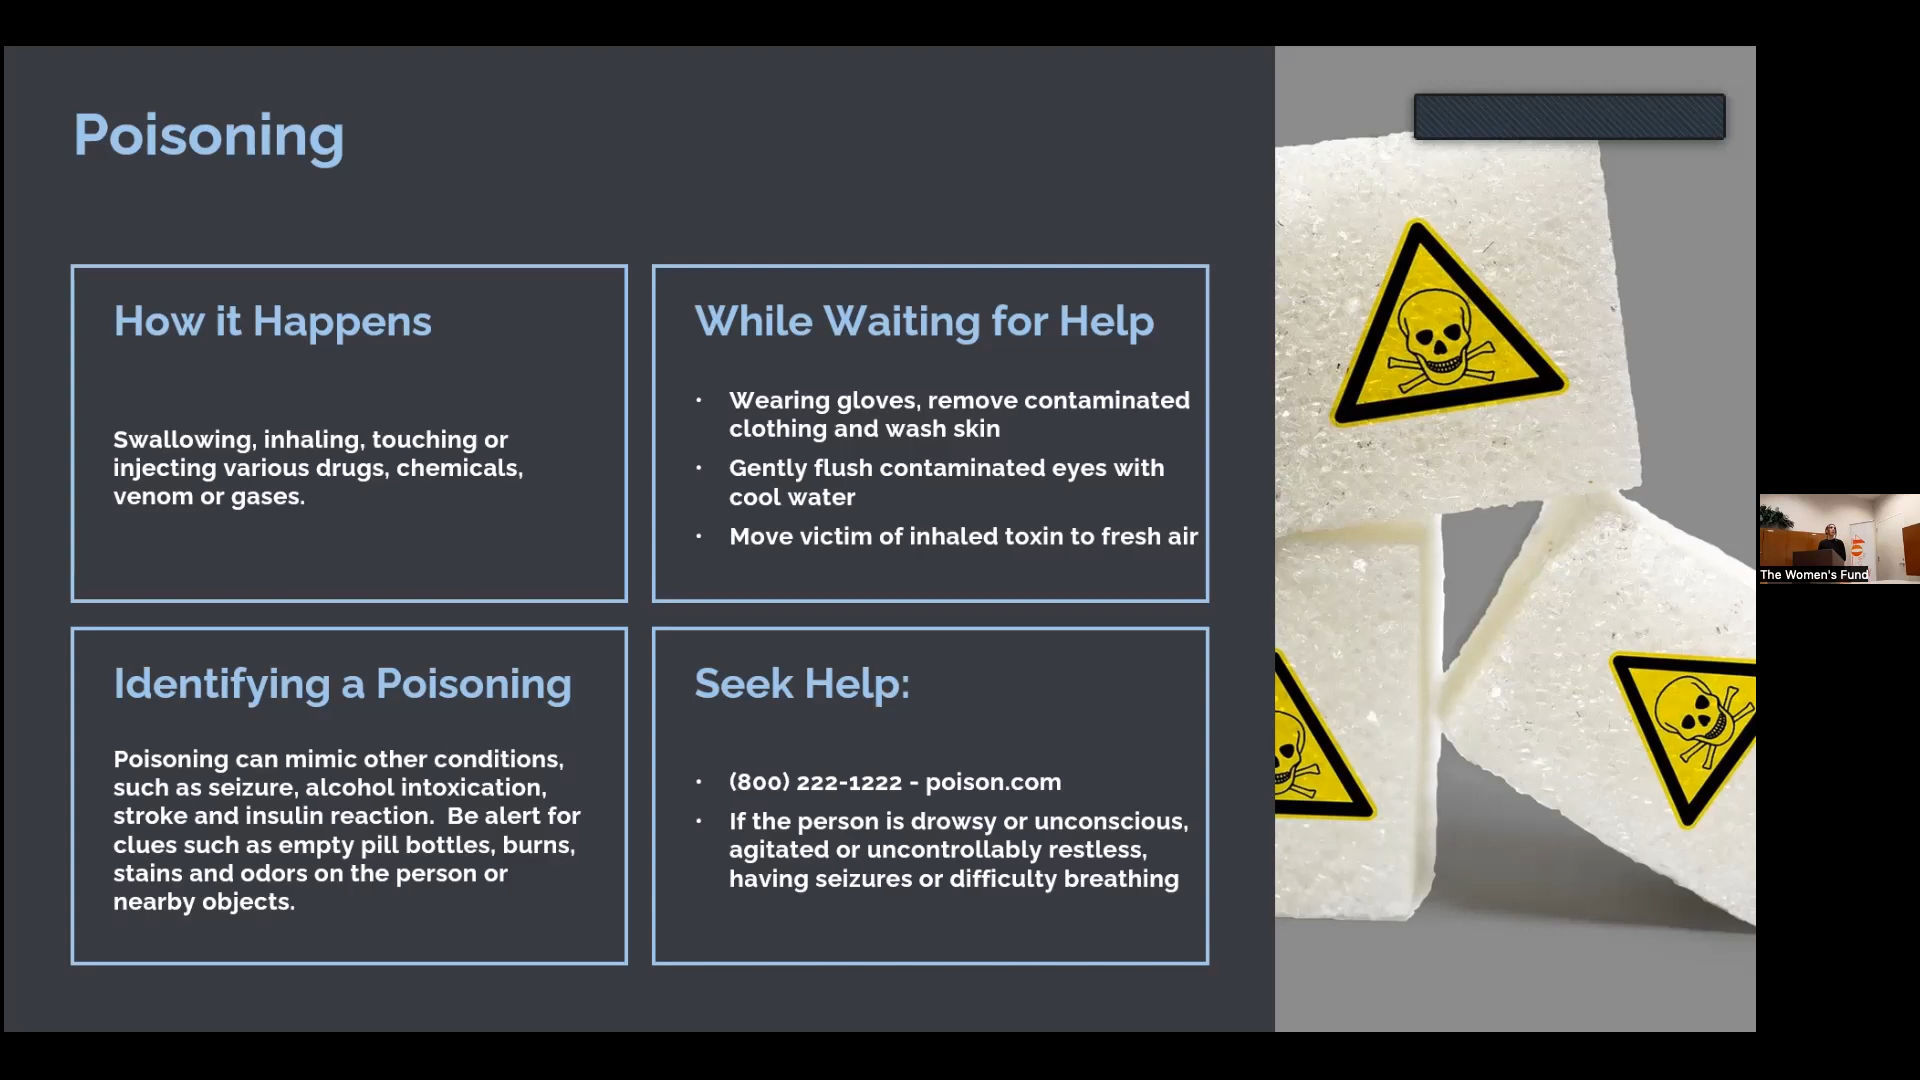 Poisoning
How it Happens
Swallowing, inhaling, touching or
injecting various drugs, chemicals,
venom or gases.
While Waiting for Help
• Wearing gloves, remove contaminated
clothing and wash skin
• Gently flush contaminated eyes with
cool water
• Move victim of inhaled toxin to fresh air
Identifying a Poisoning
Poisoning can mimic other conditions,
such as seizure, alcohol intoxication,
stroke and insulin reaction.  Be alert for
clues such as empty pill bottles, burns,
stains and odors on the person or
nearby objects.
Seek Help:
• (800) 222-1222 - poison.com
• If the person is drowsy or unconscious,
agitated or uncontrollably restless,
having seizures or difficulty breathing
40
The Women's Fund